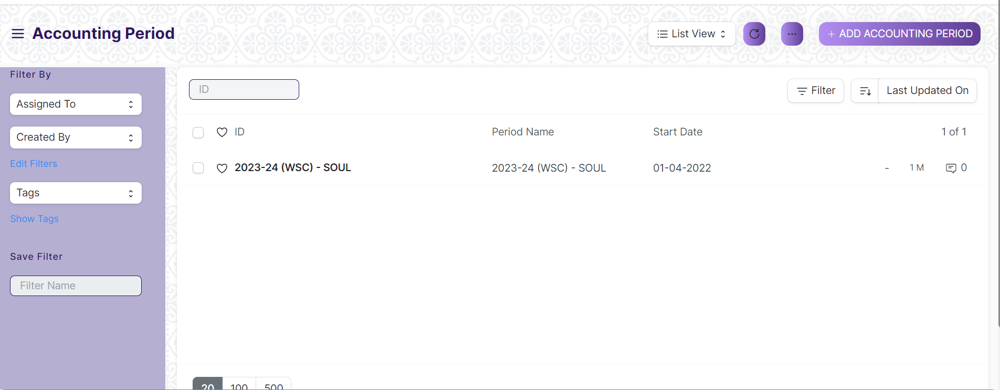 Accounting Period
List View
...
+ ADD ACCOUNTING PERIOD
Filter By
Assigned To
Created By
Edit Filters
Tags
Show Tags
Save Filter
Filter Name
ID
Filter
Last Updated On
ID Period Name Start Date 1 of 1
2023-24 (WSC) - SOUL 2023-24 (WSC) - SOUL 01-04-2022 - 1 M 0
20 100 500